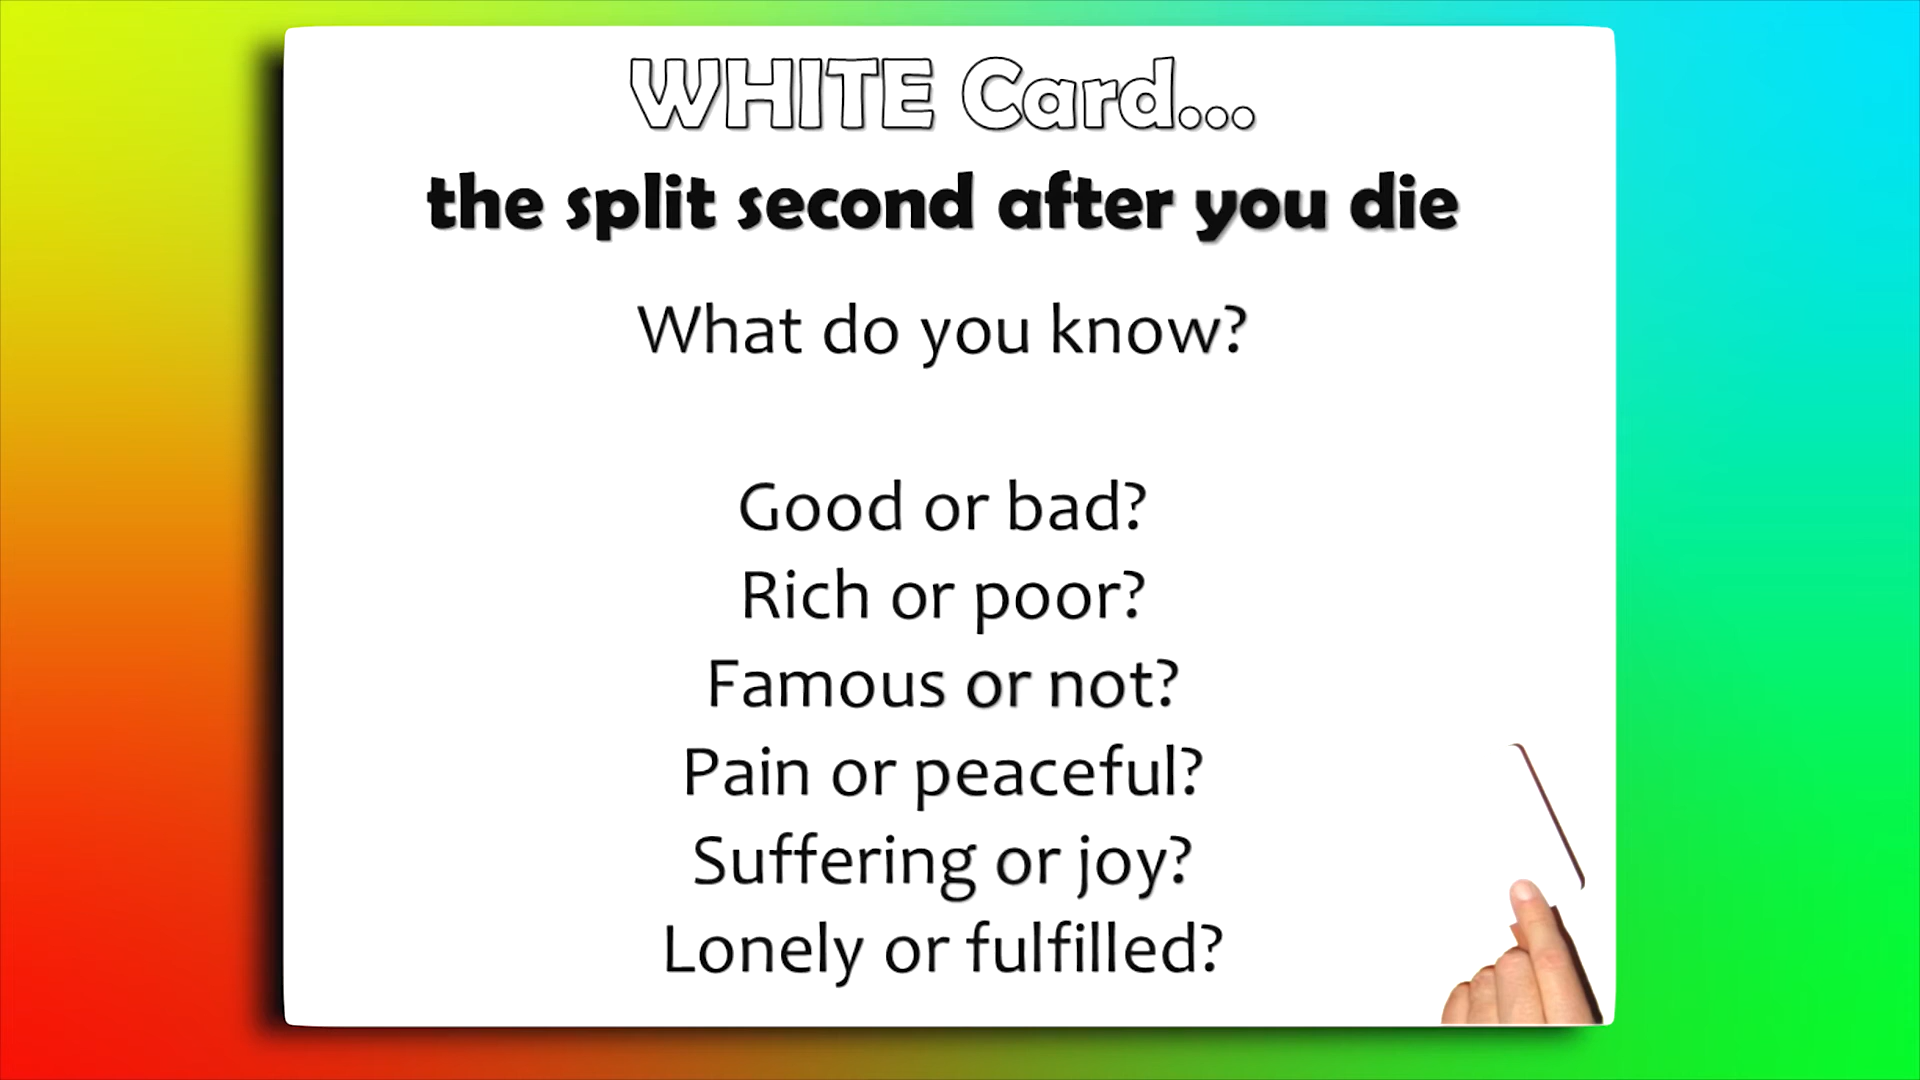 WHITE Card...
the split second after you die
What do you know?
Good or bad?
Rich or poor?
Famous or not?
Pain or peaceful?
Suffering or joy?
Lonely or fulfilled?